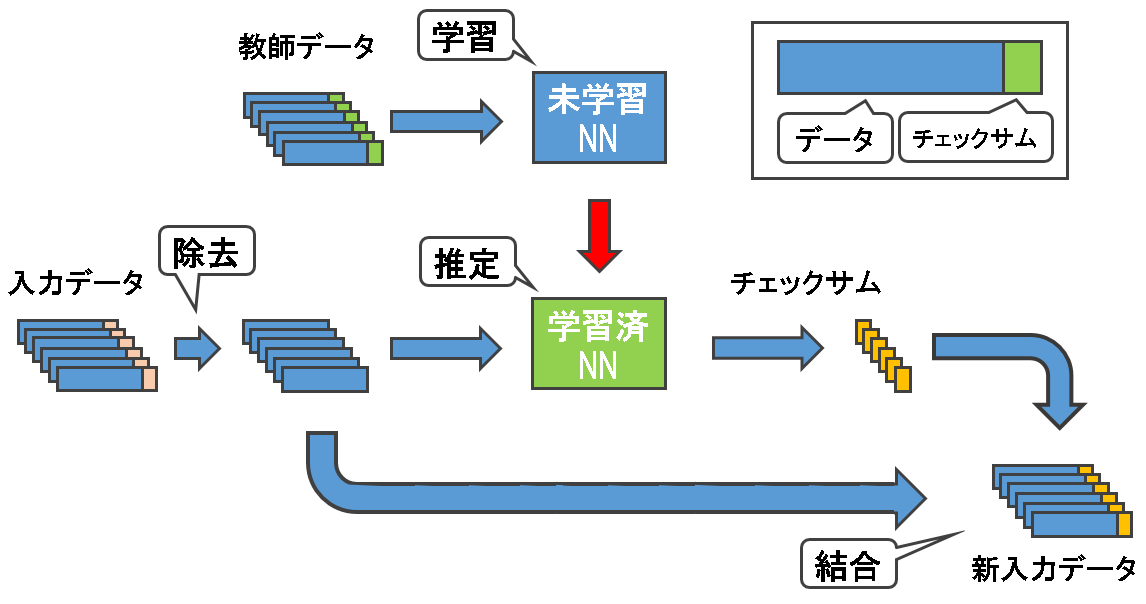 教師データ
学習
未学習
NN
データ
チェックサム
入力データ
除去
推定
学習済
NN
チェックサム
結合
新入力データ